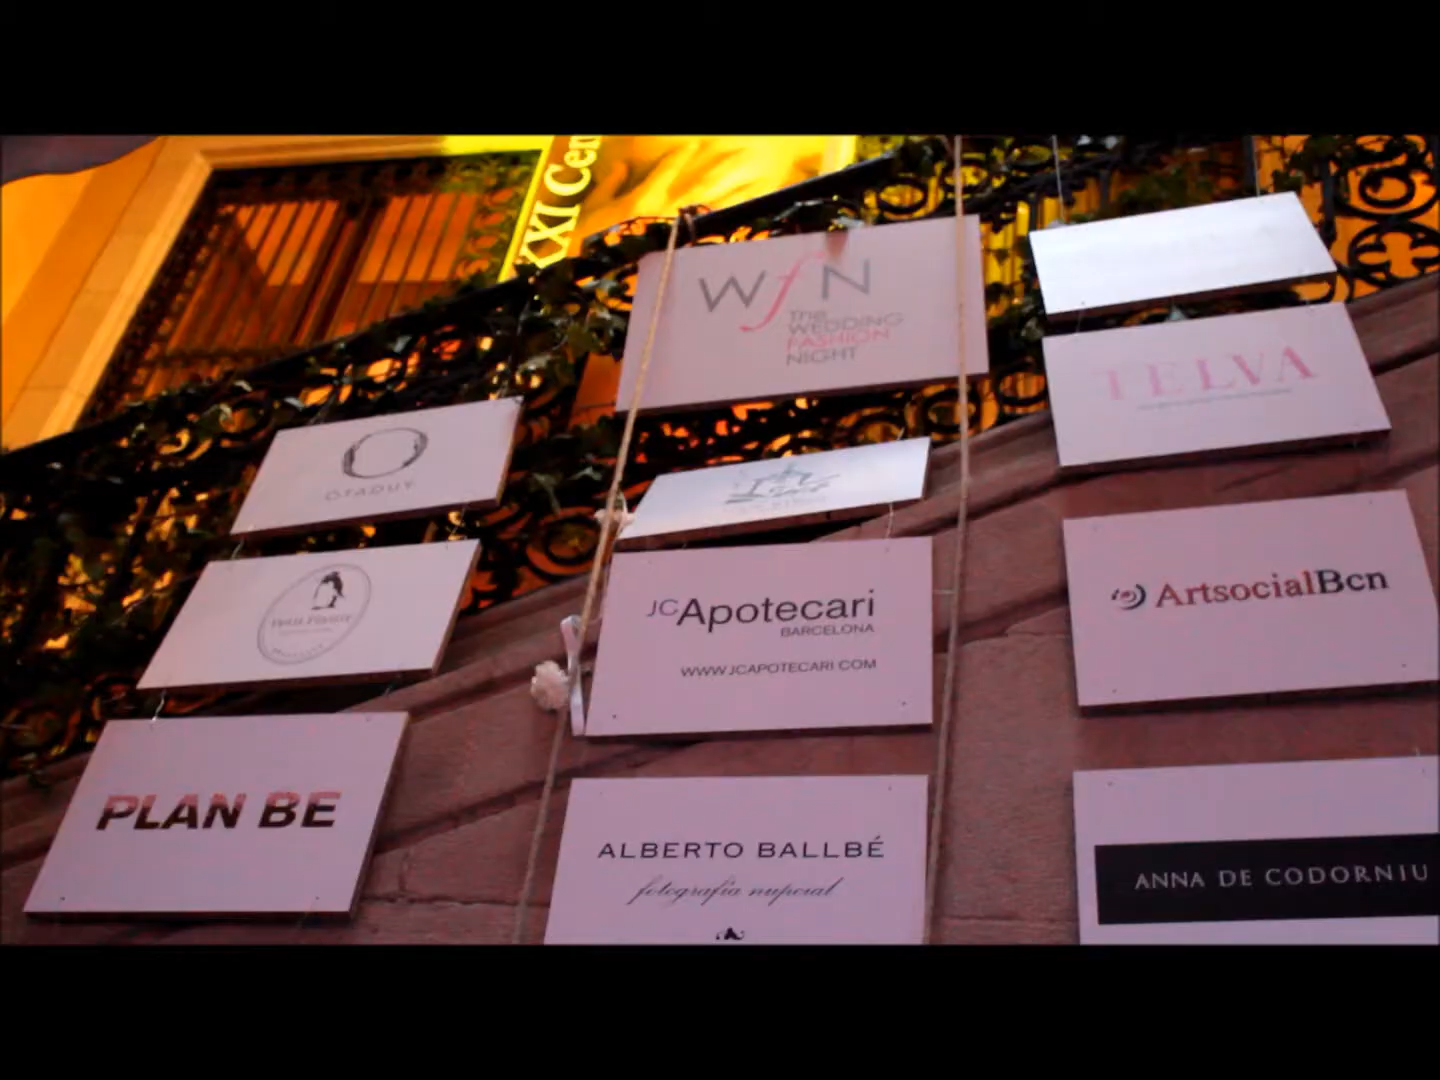 XXI Cen
WfN
The
WEDDING
FASHION
NIGHT
TELVA
OTADUY
JCApotecari
BARCELONA
WWW.JCAPOTECARI.COM
ArtsocialBcn
PLAN BE
ALBERTO BALLBÉ
fotografía nupcial
ANNA DE CODORNIU